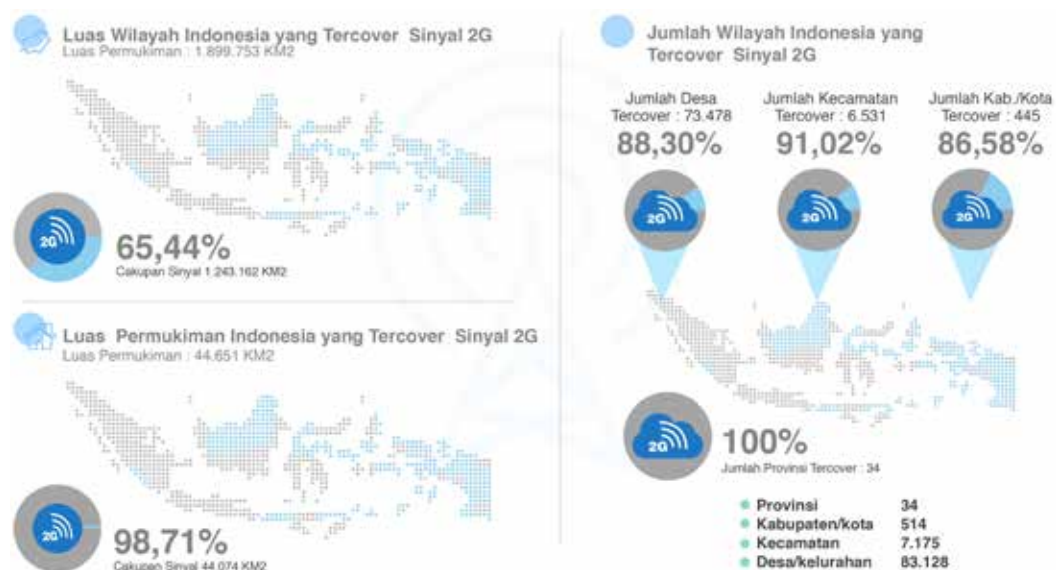 Luas Wilayah Indonesia yang Tercover Sinyal 2G
Luas Permukiman : 1.899.753 KM2
2G
65,44%
Cakupan Sinyal 1.243.162 KM2
Luas Permukiman Indonesia yang Tercover Sinyal 2G
Luas Permukiman : 44.651 KM2
2G
98,71%
Cakupan Sinyal 44.074 KM2
Jumlah Wilayah Indonesia yang
Tercover Sinyal 2G
Jumlah Desa
Tercover : 73.478
88,30%
2G
Jumlah Kecamatan
Tercover : 6.531
91,02%
2G
Jumlah Kab./Kota
Tercover : 445
86,58%
2G
2G
100%
Jumlah Provinsi Tercover : 34
Provinsi 34
Kabupaten/kota 514
Kecamatan 7.175
Desa/kelurahan 83.128